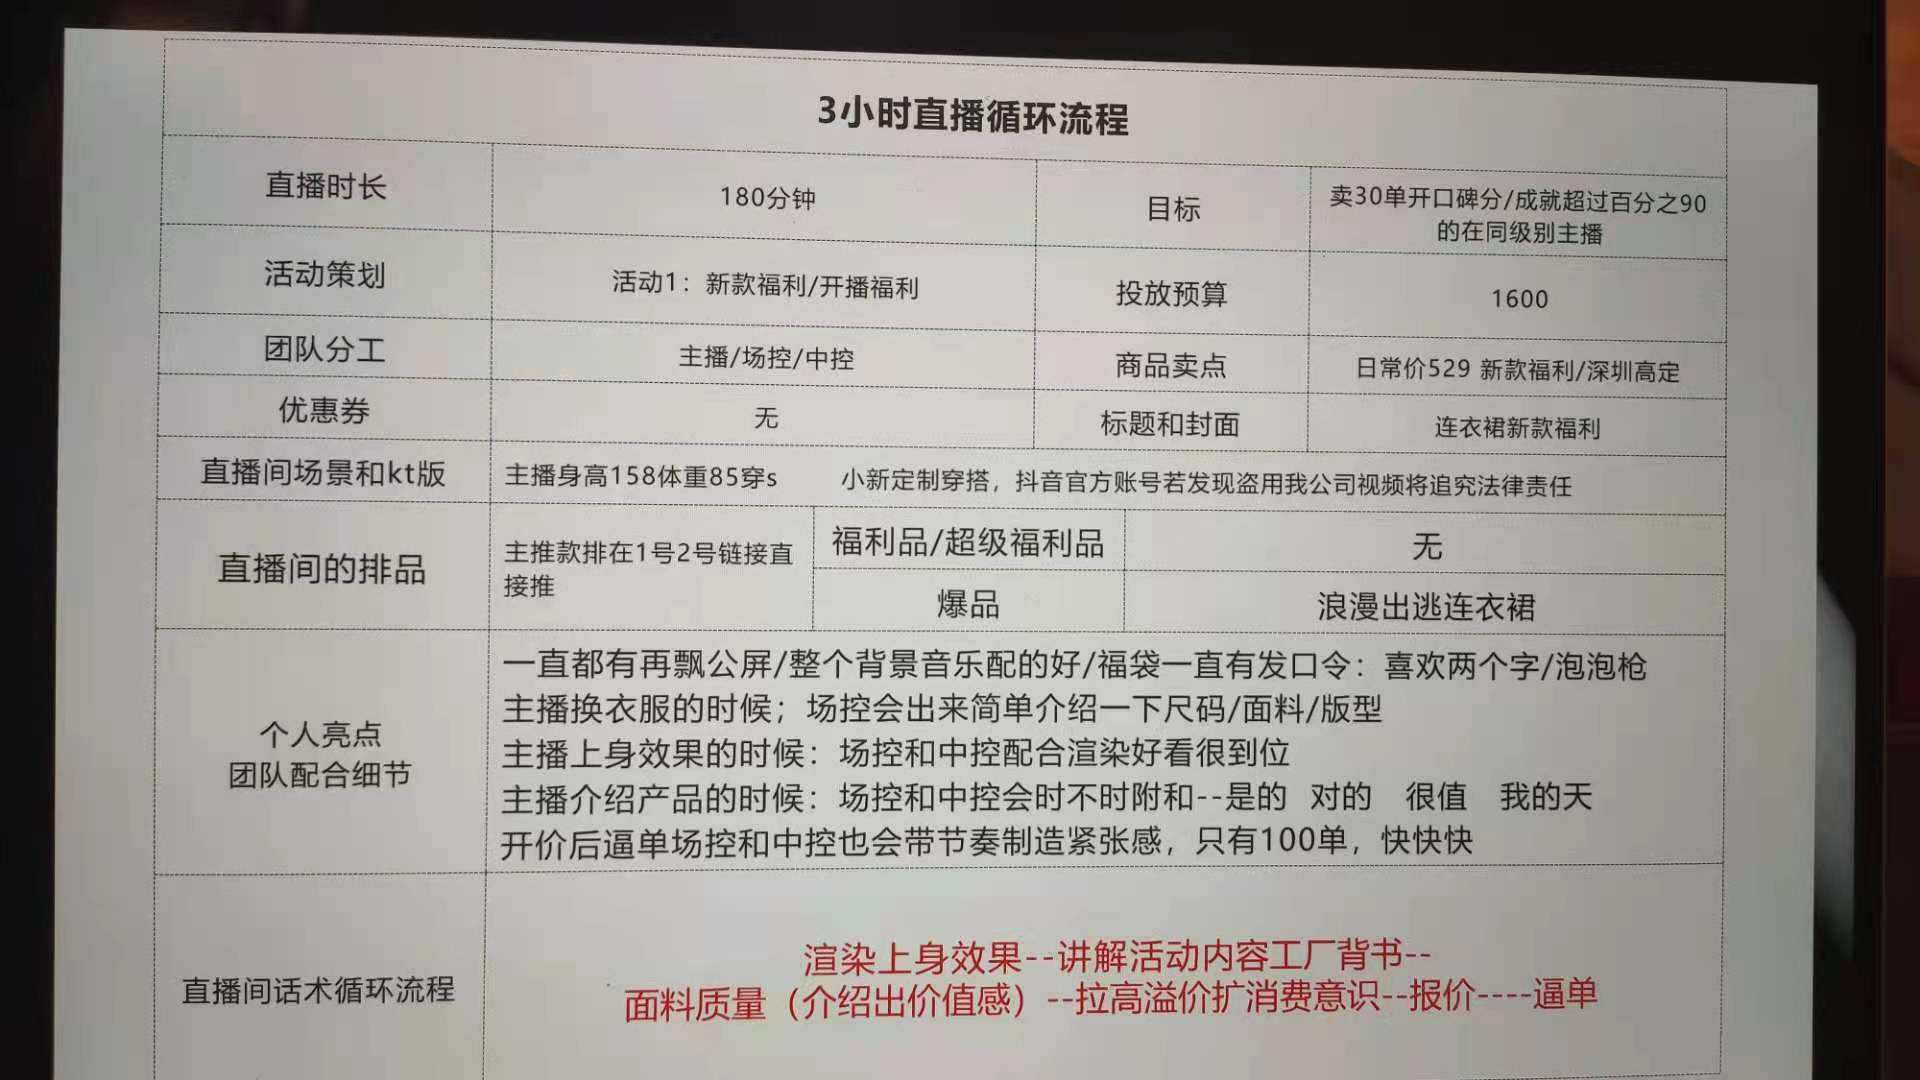 3小时直播循环流程
直播时长
180分钟
目标
卖30单开口碑分/成就超过百分之90
的在同级别主播
活动策划
活动1：新款福利/开播福利
投放预算
1600
团队分工
主播/场控/中控
商品卖点
日常价529 新款福利/深圳高定
优惠券
无
标题和封面
连衣裙新款福利
直播间场景和kt版
主播身高158体重85穿s 小新定制穿搭，抖音官方账号若发现盗用我公司视频将追究法律责任
直播间的排品
主推款排在1号2号链接直
接推
福利品/超级福利品
无
爆品
浪漫出逃连衣裙
个人亮点
团队配合细节
一直都有再飘公屏/整个背景音乐配的好/福袋一直有发口令：喜欢两个字/泡泡枪
主播换衣服的时候；场控会出来简单介绍一下尺码/面料/版型
主播上身效果的时候：场控和中控配合渲染好看很到位
主播介绍产品的时候：场控和中控会时不时附和--是的 对的 很值 我的天
开价后逼单场控和中控也会带节奏制造紧张感，只有100单，快快快
直播间话术循环流程
渲染上身效果--讲解活动内容工厂背书--
面料质量（介绍出价值感）--拉高溢价扩消费意识--报价----逼单